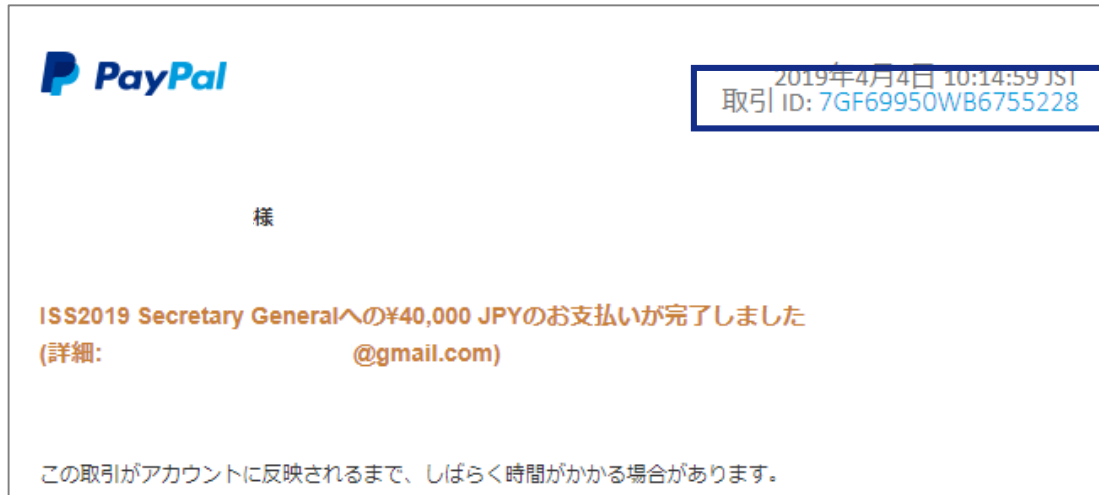 PayPal
2019年4月4日 10:14:59 JST
取引 ID: 7GF69950WB6755228
様
ISS2019 Secretary Generalへの¥40,000 JPYのお支払いが完了しました
(詳細: @gmail.com)
この取引がアカウントに反映されるまで、しばらく時間がかかる場合があります。